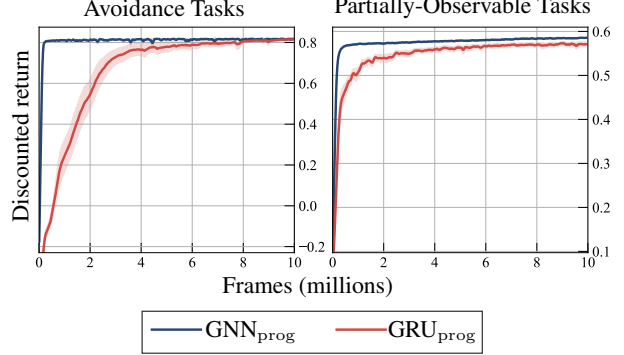 Avoidance Tasks
Partially-Observable Tasks
Discounted return
0.8
0.6
0.4
0.2
0.0
−0.2
0 2 4 6 8 10
0.6
0.5
0.4
0.3
0.2
0.1
0 2 4 6 8 10
Frames (millions)
GNNprog GRUprog